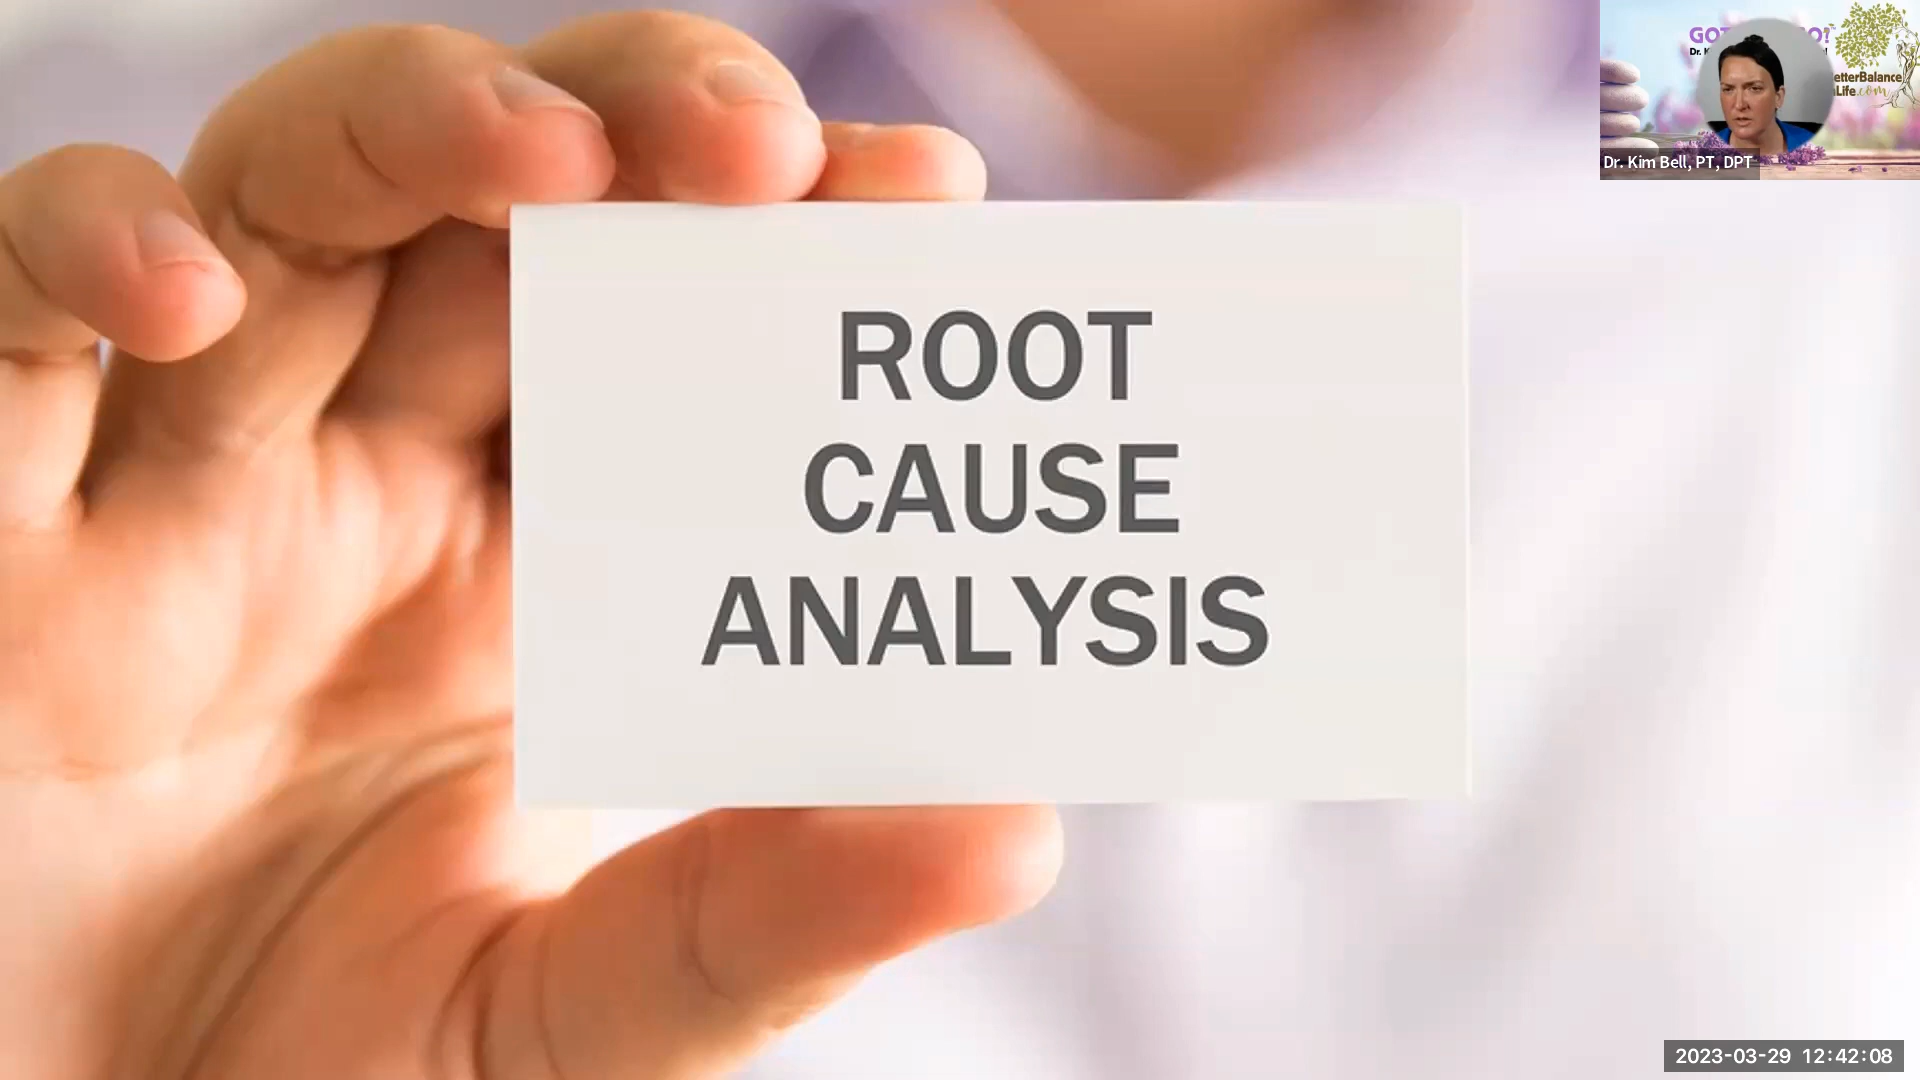 ROOT
CAUSE
ANALYSIS
Dr. Kim Bell, PT, DPT
2023-03-29 12:42:08